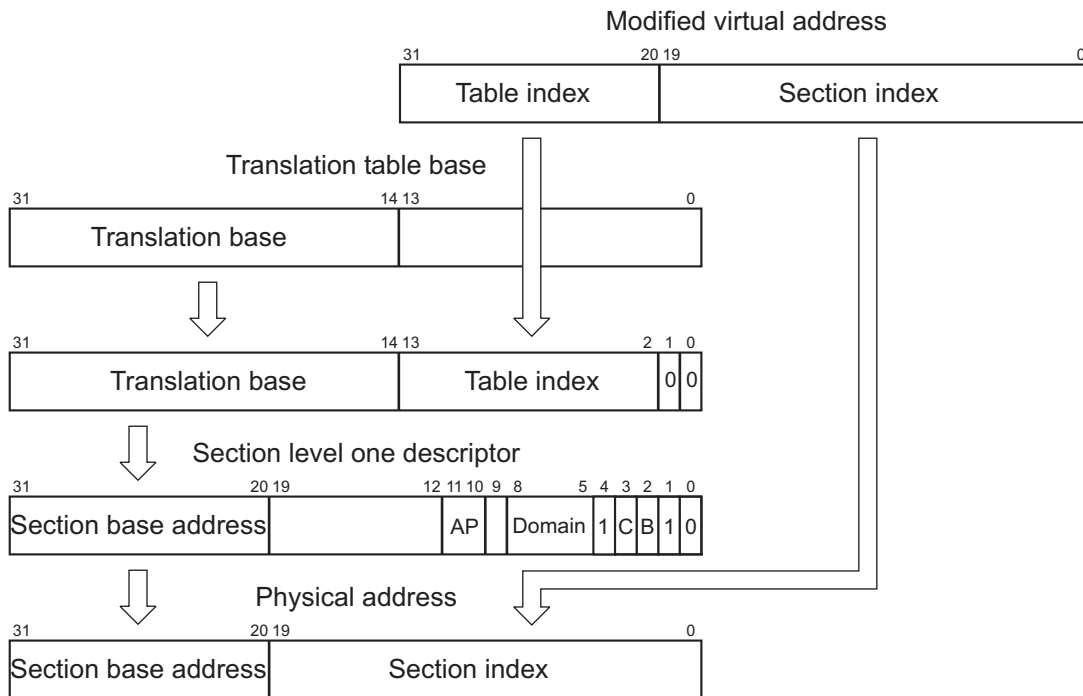 Modified virtual address
31 20 19 0
Table index Section index
Translation table base
31 14 13 0
Translation base
31 14 13 2 1 0
Translation base Table index 0 0
Section level one descriptor
31 20 19 12 11 10 9 8 5 4 3 2 1 0
Section base address AP Domain 1 C B 1 0
Physical address
31 20 19 0
Section base address Section index